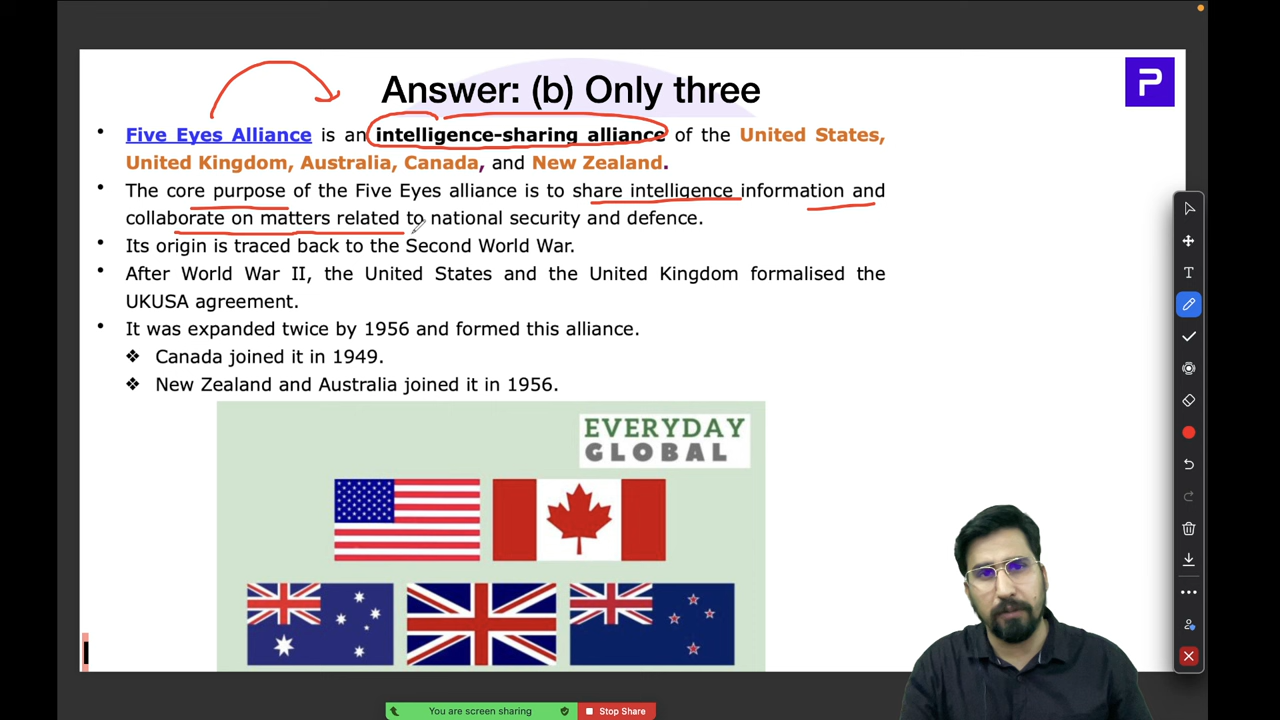 Answer: (b) Only three
P
• Five Eyes Alliance is an intelligence-sharing alliance of the United States,
United Kingdom, Australia, Canada, and New Zealand.
• The core purpose of the Five Eyes alliance is to share intelligence information and
collaborate on matters related to national security and defence.
• Its origin is traced back to the Second World War.
• After World War II, the United States and the United Kingdom formalised the
UKUSA agreement.
• It was expanded twice by 1956 and formed this alliance.
❖ Canada joined it in 1949.
❖ New Zealand and Australia joined it in 1956.
EVERYDAY
GLOBAL
T
You are screen sharing
Stop Share